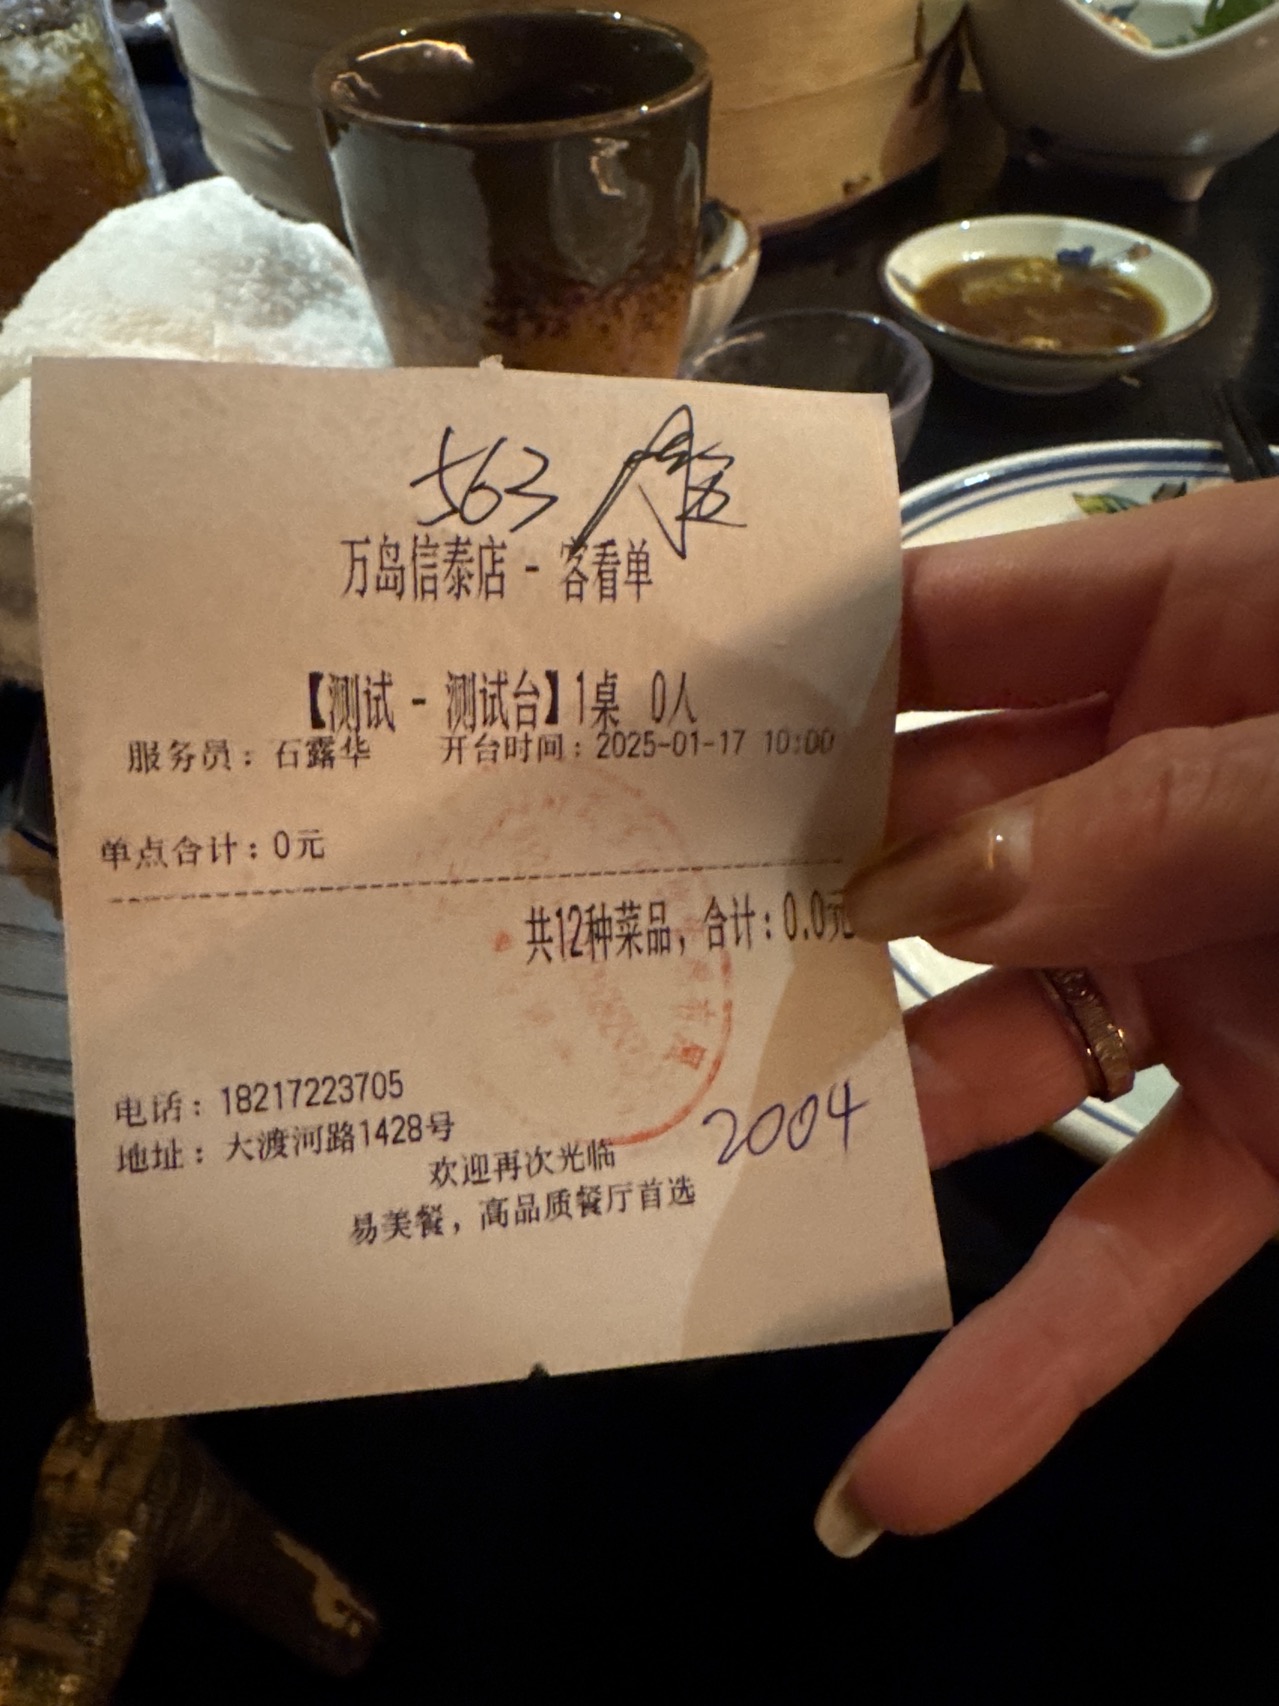 563
万岛信泰店 - 客看单
【测试 - 测试台】1桌 0人
服务员：石露华 开台时间：2025-01-17 10:00
单点合计：0元
共12种菜品，合计：0.0元
电话：18217223705
地址：大渡河路1428号
2004
欢迎再次光临
易美餐，高品质餐厅首选